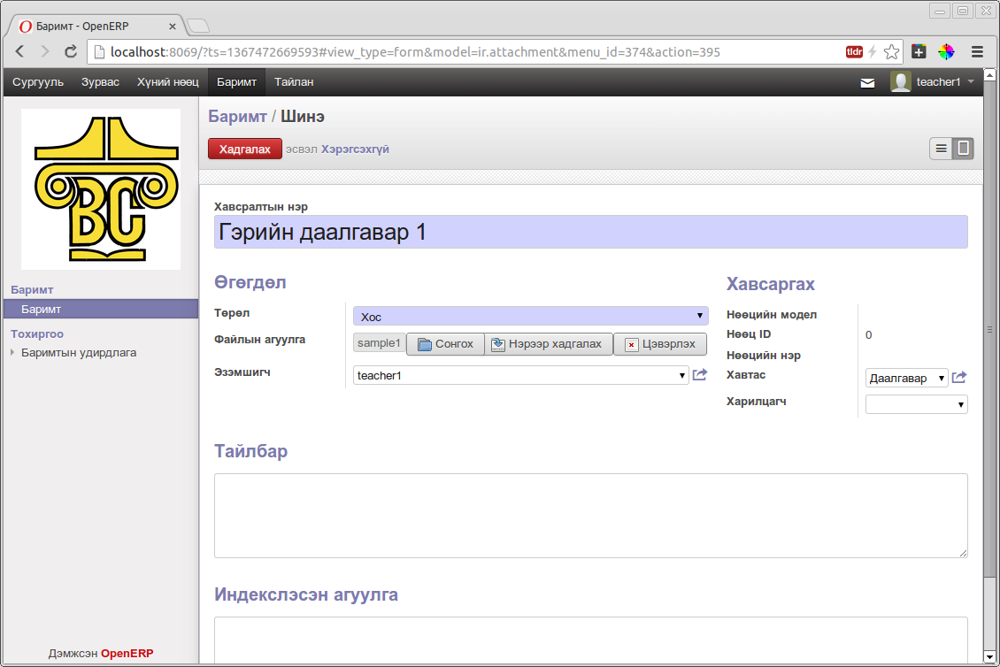 Баримт - OpenERP
localhost:8069/?ts=1367472669593#view_type=form&model=ir.attachment&menu_id=374&action=395
tldr
Сургууль Зурвас Хүний нөөц Баримт Тайлан teacher1
BC
Баримт / Шинэ
Хадгалах эсвэл Хэрэгсэхгүй
Баримт
Баримт
Тохиргоо
Баримтын удирдлага
Дэмжсэн OpenERP
Хавсралтын нэр
Гэрийн даалгавар 1
Өгөгдөл
Төрөл Хос
Файлын агуулга sample1 Сонгох Нэрээр хадгалах Цэвэрлэх
Эзэмшигч teacher1
Хавсаргах
Нөөцийн модел
Нөөц ID 0
Нөөцийн нэр
Хавтас Даалгавар
Харилцагч
Тайлбар
Индекслэсэн агуулга